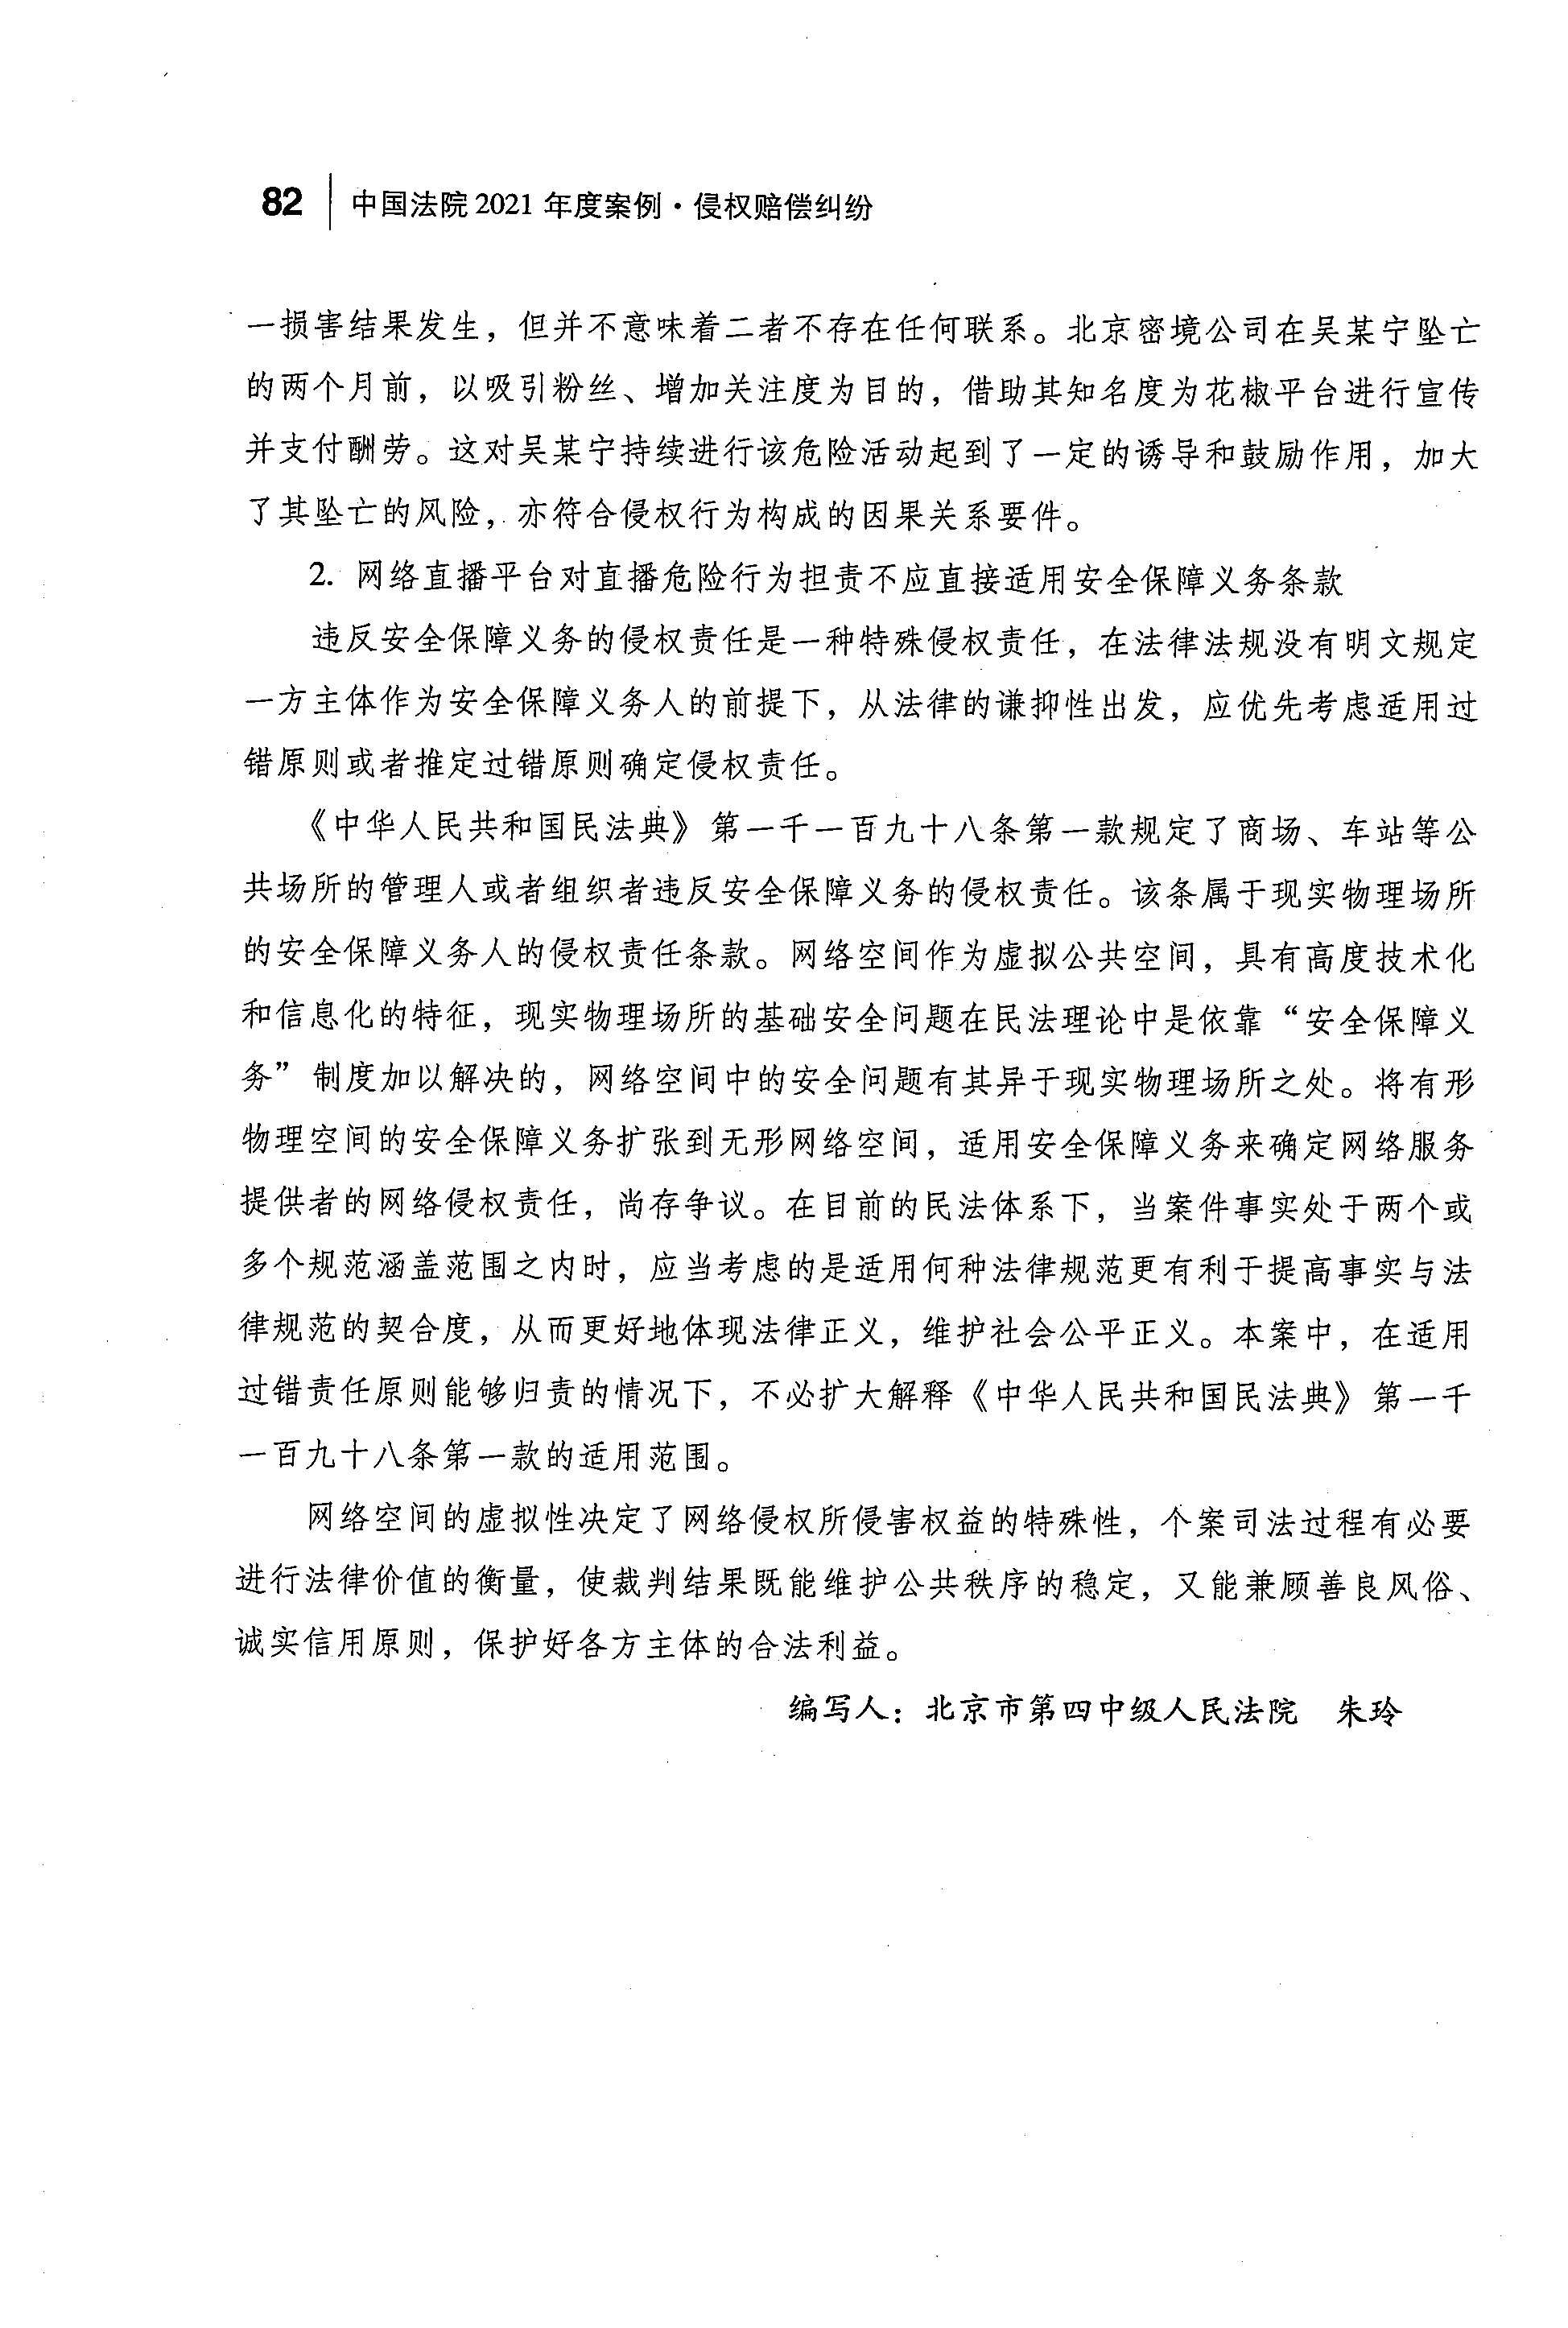 82 中国法院 2021 年度案例·侵权赔偿纠纷
一损害结果发生，但并不意味着二者不存在任何联系。北京密境公司在吴某宁坠亡
的两个月前，以吸引粉丝、增加关注度为目的，借助其知名度为花椒平台进行宣传
并支付酬劳。这对吴某宁持续进行该危险活动起到了一定的诱导和鼓励作用，加大
了其坠亡的风险，亦符合侵权行为构成的因果关系要件。
2. 网络直播平台对直播危险行为担责不应直接适用安全保障义务条款
违反安全保障义务的侵权责任是一种特殊侵权责任，在法律法规没有明文规定
一方主体作为安全保障义务人的前提下，从法律的谦抑性出发，应优先考虑适用过
错原则或者推定过错原则确定侵权责任。
《中华人民共和国民法典》第一千一百九十八条第一款规定了商场、车站等公
共场所的管理人或者组织者违反安全保障义务的侵权责任。该条属于现实物理场所
的安全保障义务人的侵权责任条款。网络空间作为虚拟公共空间，具有高度技术化
和信息化的特征，现实物理场所的基础安全问题在民法理论中是依靠“安全保障义
务”制度加以解决的，网络空间中的安全问题有其异于现实物理场所之处。将有形
物理空间的安全保障义务扩张到无形网络空间，适用安全保障义务来确定网络服务
提供者的网络侵权责任，尚存争议。在目前的民法体系下，当案件事实处于两个或
多个规范涵盖范围之内时，应当考虑的是适用何种法律规范更有利于提高事实与法
律规范的契合度，从而更好地体现法律正义，维护社会公平正义。本案中，在适用
过错责任原则能够归责的情况下，不必扩大解释《中华人民共和国民法典》第一千
一百九十八条第一款的适用范围。
网络空间的虚拟性决定了网络侵权所侵害权益的特殊性，个案司法过程有必要
进行法律价值的衡量，使裁判结果既能维护公共秩序的稳定，又能兼顾善良风俗、
诚实信用原则，保护好各方主体的合法利益。
编写人：北京市第四中级人民法院 朱玲